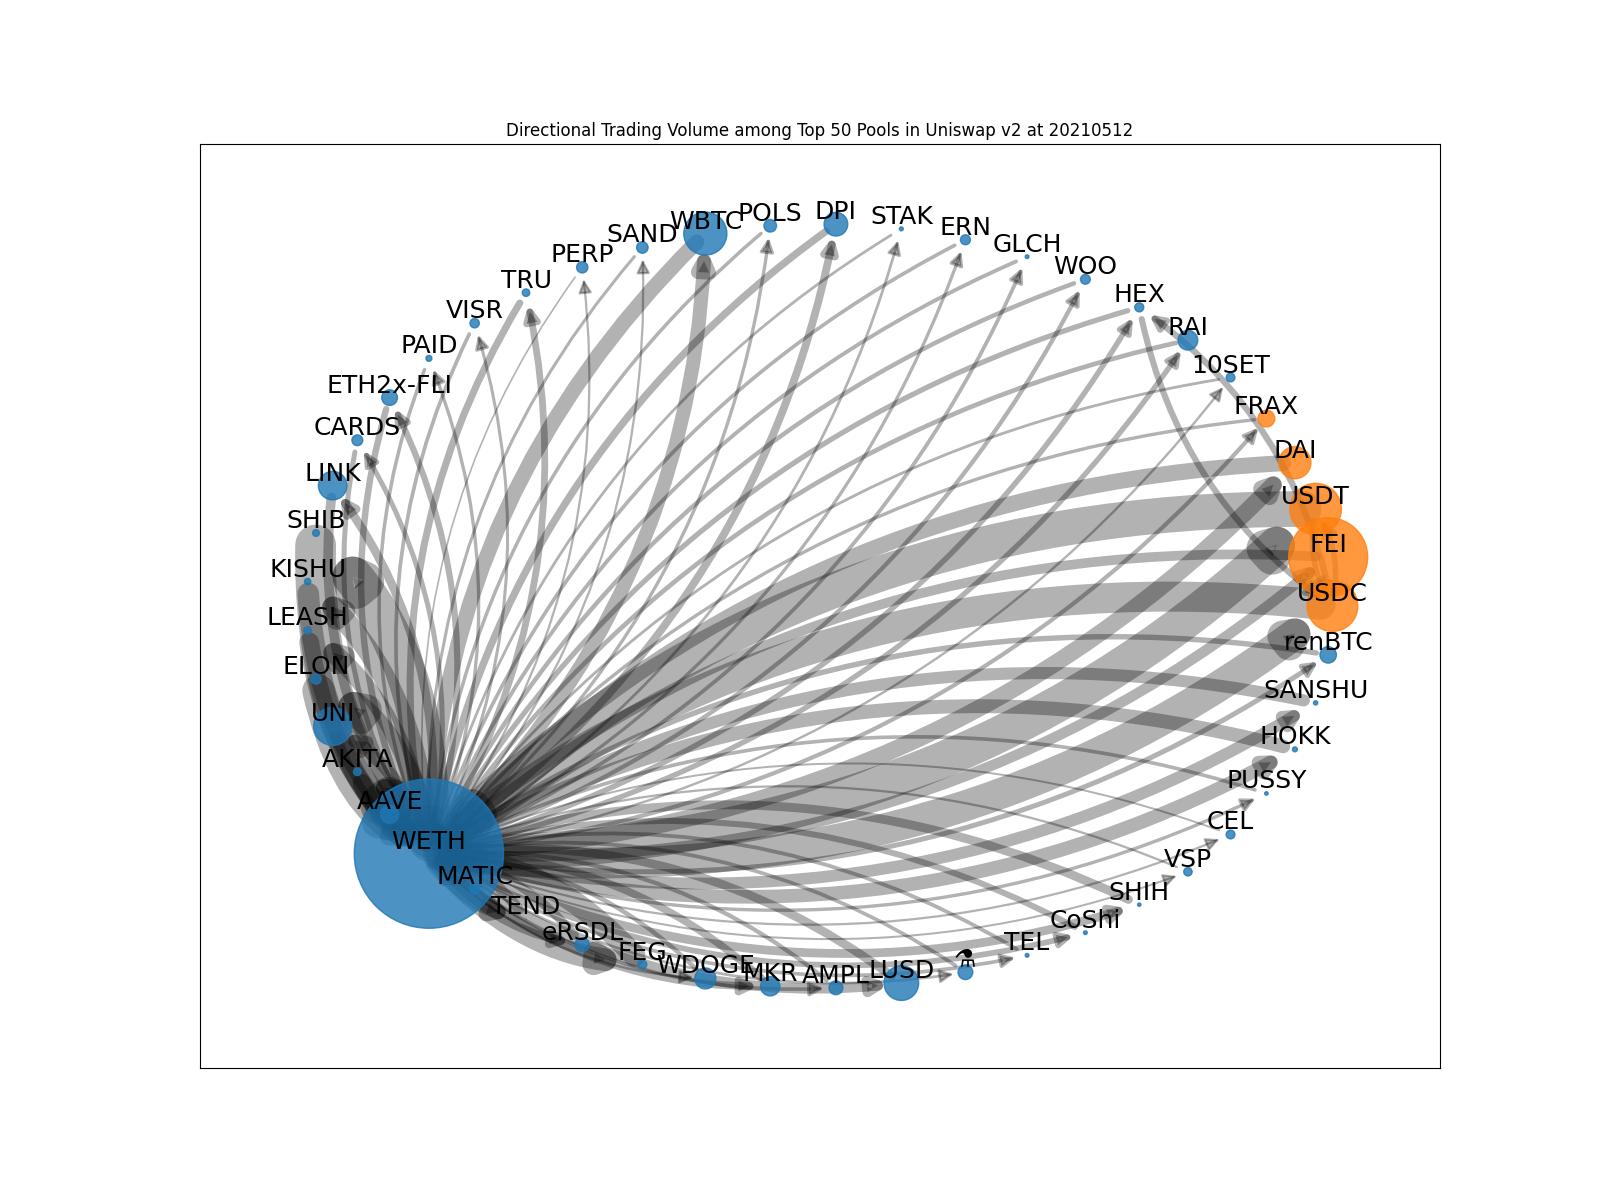 Directional Trading Volume among Top 50 Pools in Uniswap v2 at 20210512
WBTC
POLS
DPI
STAK
ERN
GLCH
WOO
HEX
RAI
10SET
FRAX
DAI
USDT
FEI
USDC
renBTC
SANSHU
HOKK
PUSSY
CEL
VSP
SHIH
CoShi
TEL
⚗
LUSD
AMPL
MKR
WDOGE
FEG
eRSDL
TEND
MATIC
WETH
AAVE
AKITA
UNI
ELON
LEASH
KISHU
SHIB
LINK
CARDS
ETH2x-FLI
PAID
VISR
TRU
PERP
SAND